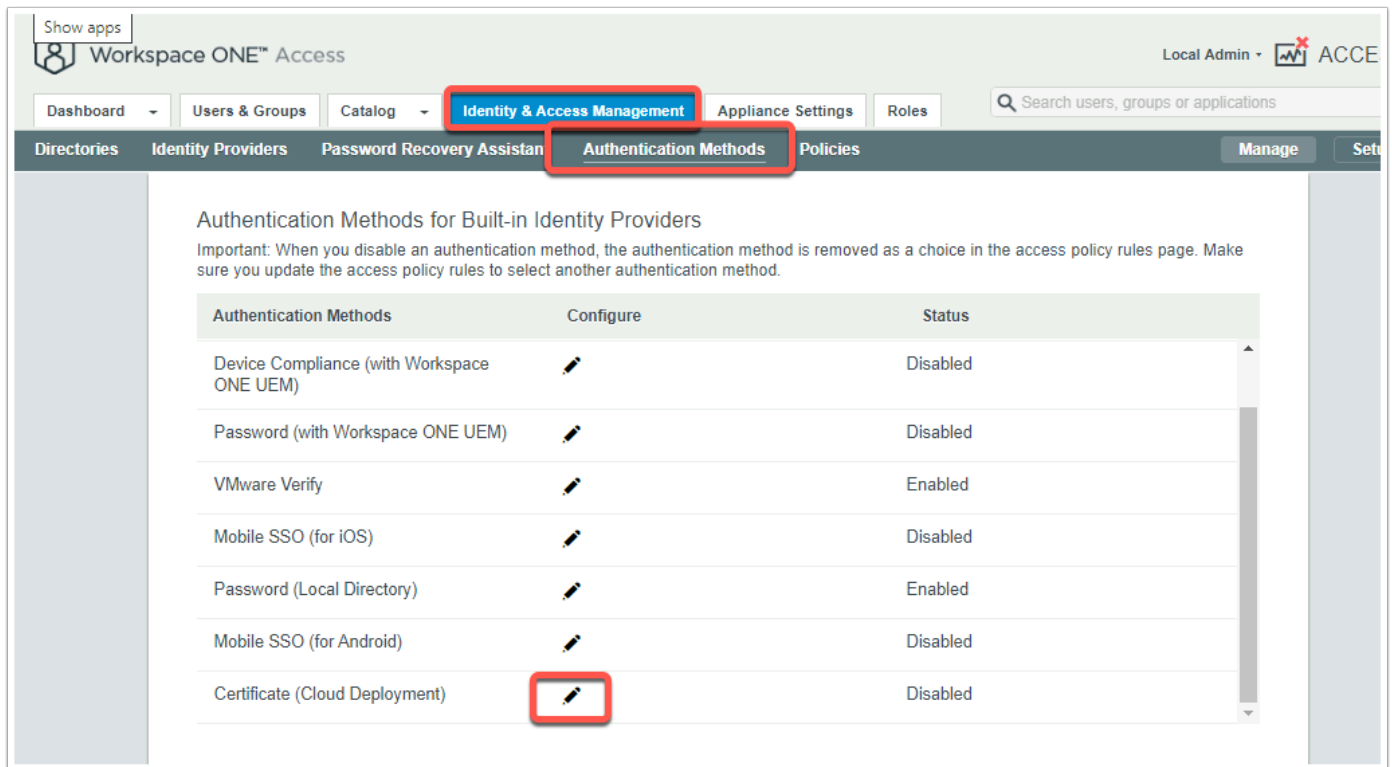 Show apps
Workspace ONE™ Access
Local Admin
ACCE
Dashboard
Users & Groups
Catalog
Identity & Access Management
Appliance Settings
Roles
Search users, groups or applications
Directories
Identity Providers
Password Recovery Assistan
Authentication Methods
Policies
Manage
Setu
Authentication Methods for Built-in Identity Providers
Important: When you disable an authentication method, the authentication method is removed as a choice in the access policy rules page. Make
sure you update the access policy rules to select another authentication method.
Authentication Methods Configure Status
Device Compliance (with Workspace
ONE UEM) Disabled
Password (with Workspace ONE UEM) Disabled
VMware Verify Enabled
Mobile SSO (for iOS) Disabled
Password (Local Directory) Enabled
Mobile SSO (for Android) Disabled
Certificate (Cloud Deployment) Disabled